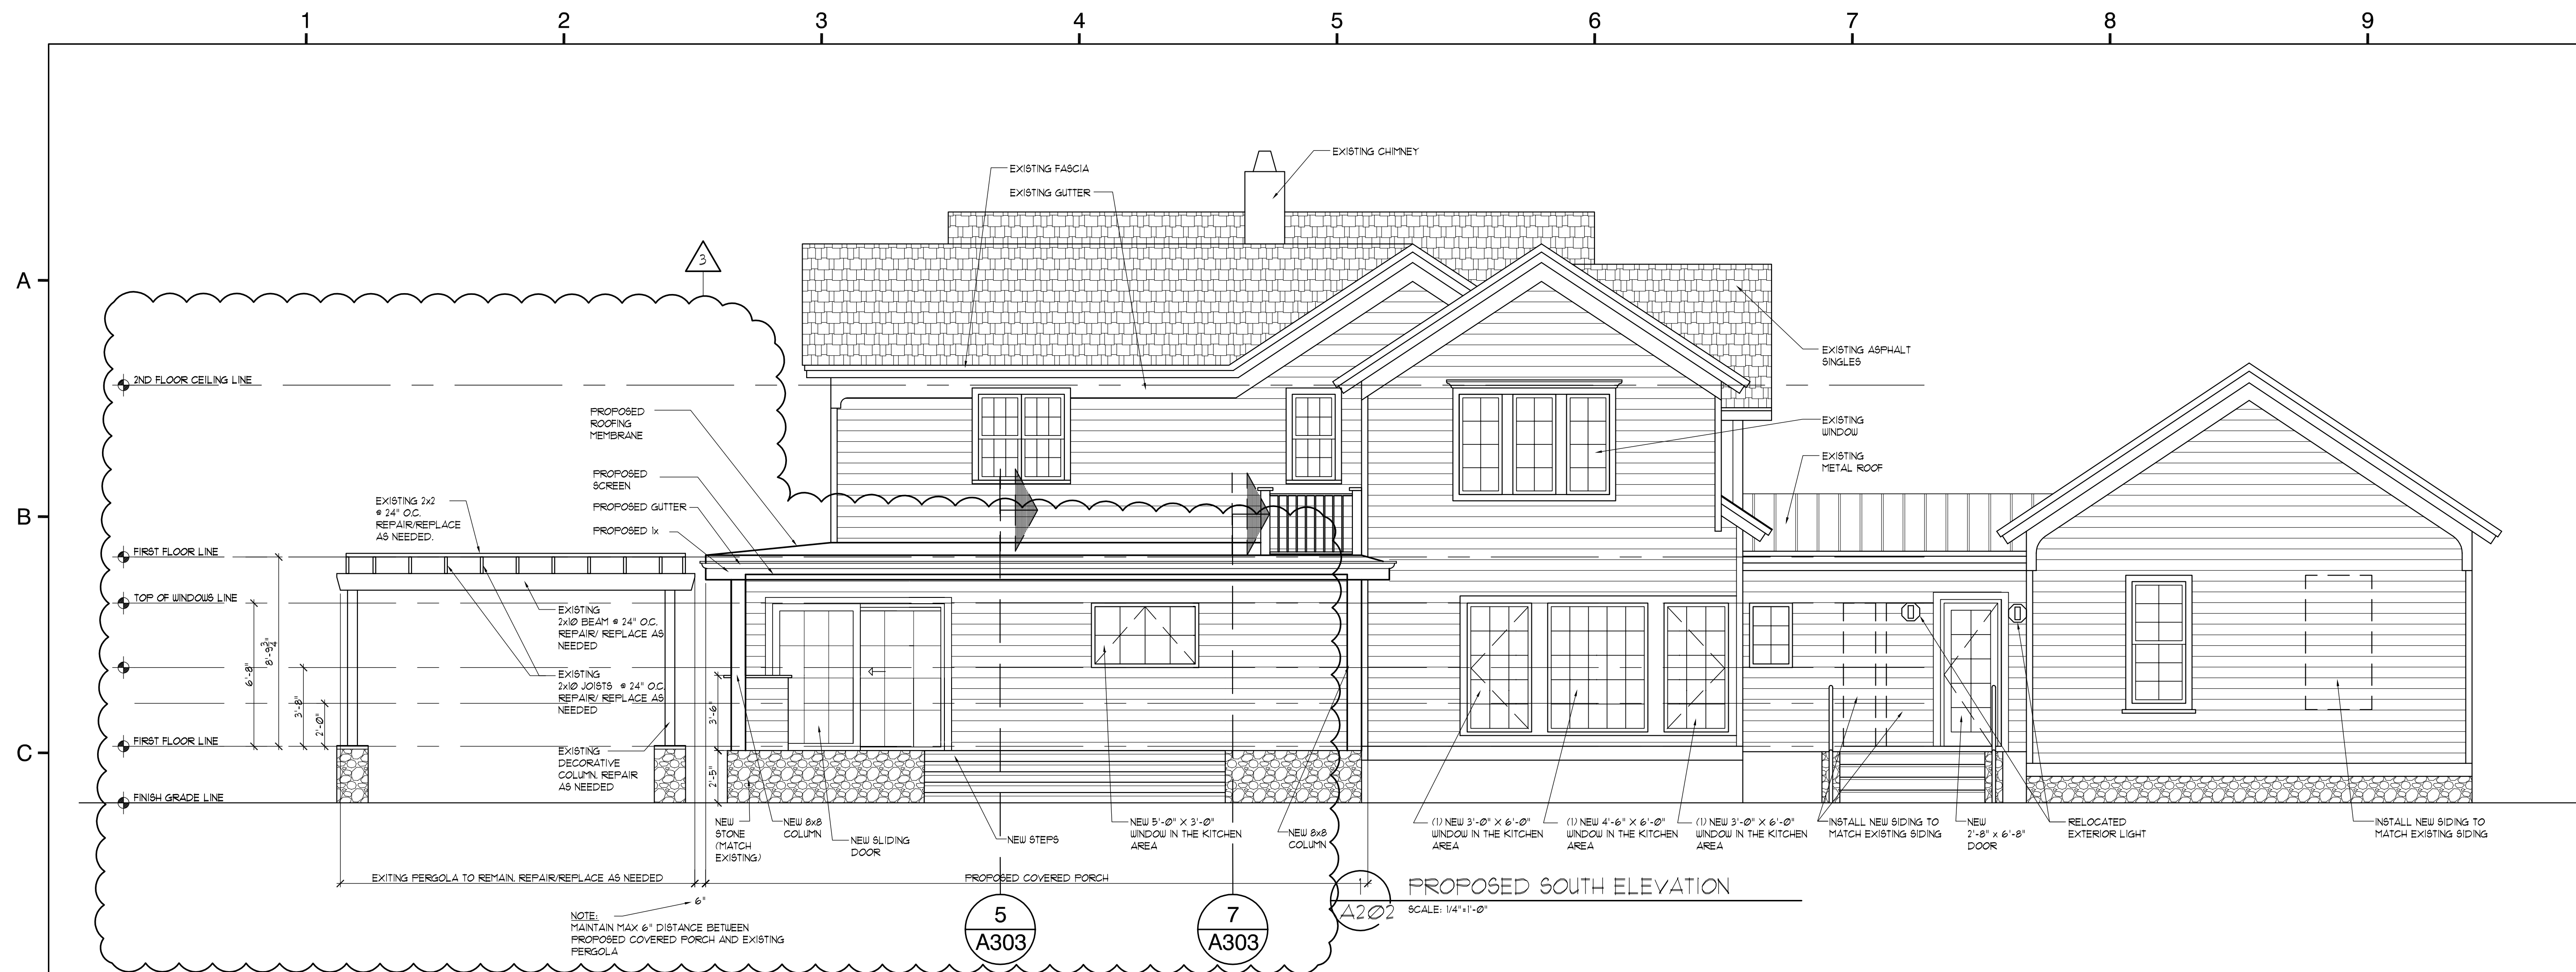 1 2 3 4 5 6 7 8 9
A
B
C
EXISTING CHIMNEY
EXISTING FASCIA
EXISTING GUTTER
3
EXISTING ASPHALT
SINGLES
2ND FLOOR CEILING LINE
PROPOSED
ROOFING
MEMBRANE
EXISTING
WINDOW
EXISTING
METAL ROOF
PROPOSED
SCREEN
PROPOSED GUTTER
PROPOSED 1x
EXISTING 2x2
@ 24" O.C.
REPAIR/REPLACE
AS NEEDED.
FIRST FLOOR LINE
TOP OF WINDOWS LINE
EXISTING
2x10 BEAM @ 24" O.C.
REPAIR/ REPLACE AS
NEEDED
6'-8"
8'-9 3/4"
3'-8"
2'-0"
EXISTING
2x10 JOISTS @ 24" O.C.
REPAIR/ REPLACE AS
NEEDED
3'-6"
2'-5"
FIRST FLOOR LINE
EXISTING
DECORATIVE
COLUMN. REPAIR
AS NEEDED
FINISH GRADE LINE
NEW
STONE
(MATCH
EXISTING)
NEW 8x8
COLUMN
NEW SLIDING
DOOR
NEW STEPS
NEW 5'-0" X 3'-0"
WINDOW IN THE KITCHEN
AREA
NEW 8x8
COLUMN
(1) NEW 3'-0" X 6'-0"
WINDOW IN THE KITCHEN
AREA
(1) NEW 4'-6" X 6'-0"
WINDOW IN THE KITCHEN
AREA
(1) NEW 3'-0" X 6'-0"
WINDOW IN THE KITCHEN
AREA
INSTALL NEW SIDING TO
MATCH EXISTING SIDING
NEW
2'-8" x 6'-8"
DOOR
RELOCATED
EXTERIOR LIGHT
INSTALL NEW SIDING TO
MATCH EXISTING SIDING
EXITING PERGOLA TO REMAIN. REPAIR/REPLACE AS NEEDED
PROPOSED COVERED PORCH
6"
NOTE:
MAINTAIN MAX 6" DISTANCE BETWEEN
PROPOSED COVERED PORCH AND EXISTING
PERGOLA
5
A303
7
A303
1
A202
PROPOSED SOUTH ELEVATION
SCALE: 1/4"=1'-0"